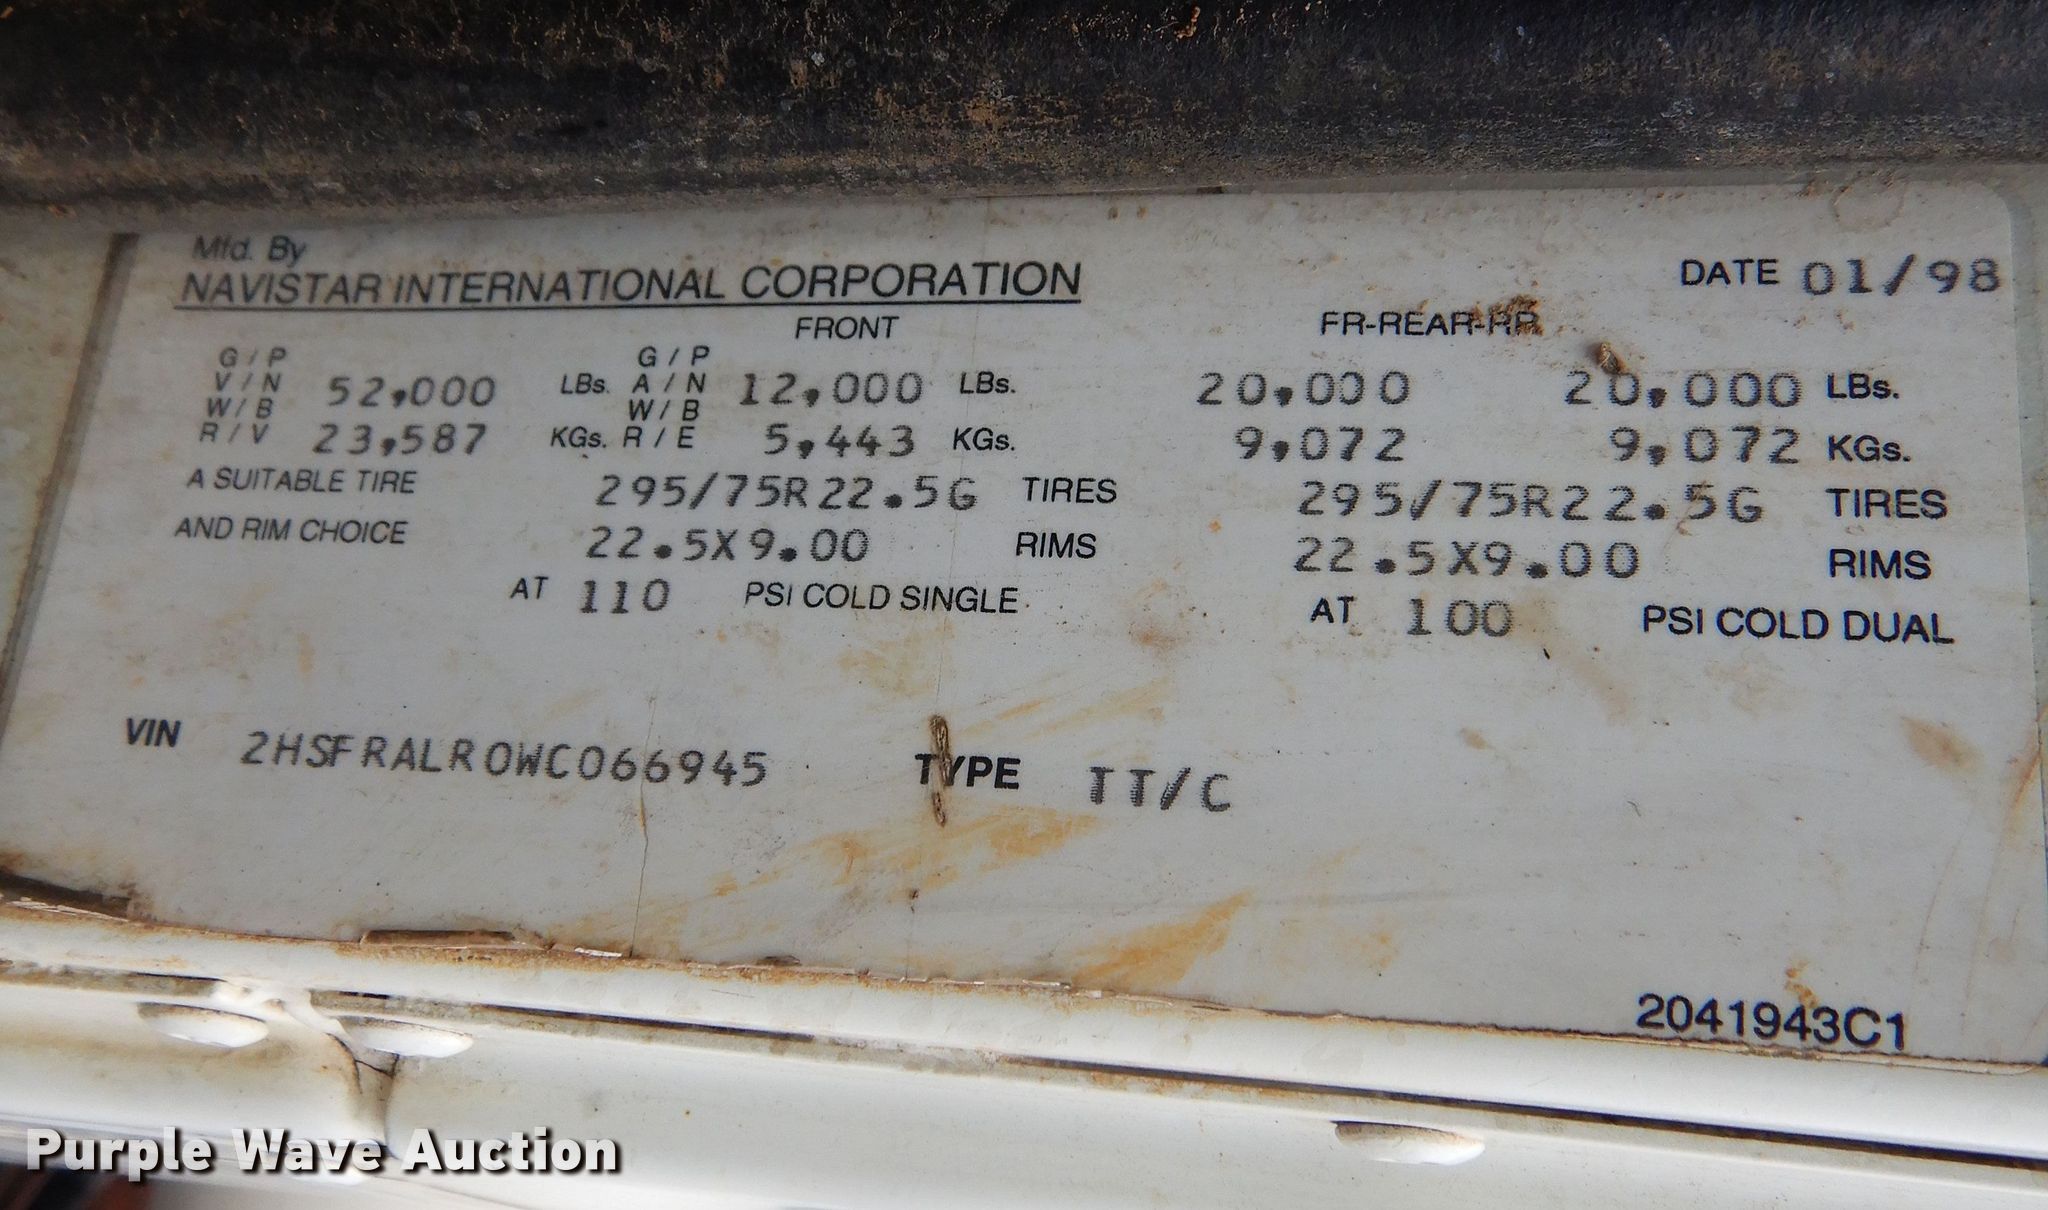 Mfd. By
NAVISTAR INTERNATIONAL CORPORATION DATE 01/98
FRONT FR-REAR-RR
G / P G / P
V / N 52,000 LBs. A / N 12,000 LBs. 20,000 20,000 LBs.
W / B W / B
R / V 23,587 KGs. R / E 5,443 KGs. 9,072 9,072 KGs.
A SUITABLE TIRE 295/75R22.5G TIRES 295/75R22.5G TIRES
AND RIM CHOICE 22.5X9.00 RIMS 22.5X9.00 RIMS
AT 110 PSI COLD SINGLE AT 100 PSI COLD DUAL
VIN 2HSFRALR0WC066945 TYPE TT/C
2041943C1
Purple Wave Auction